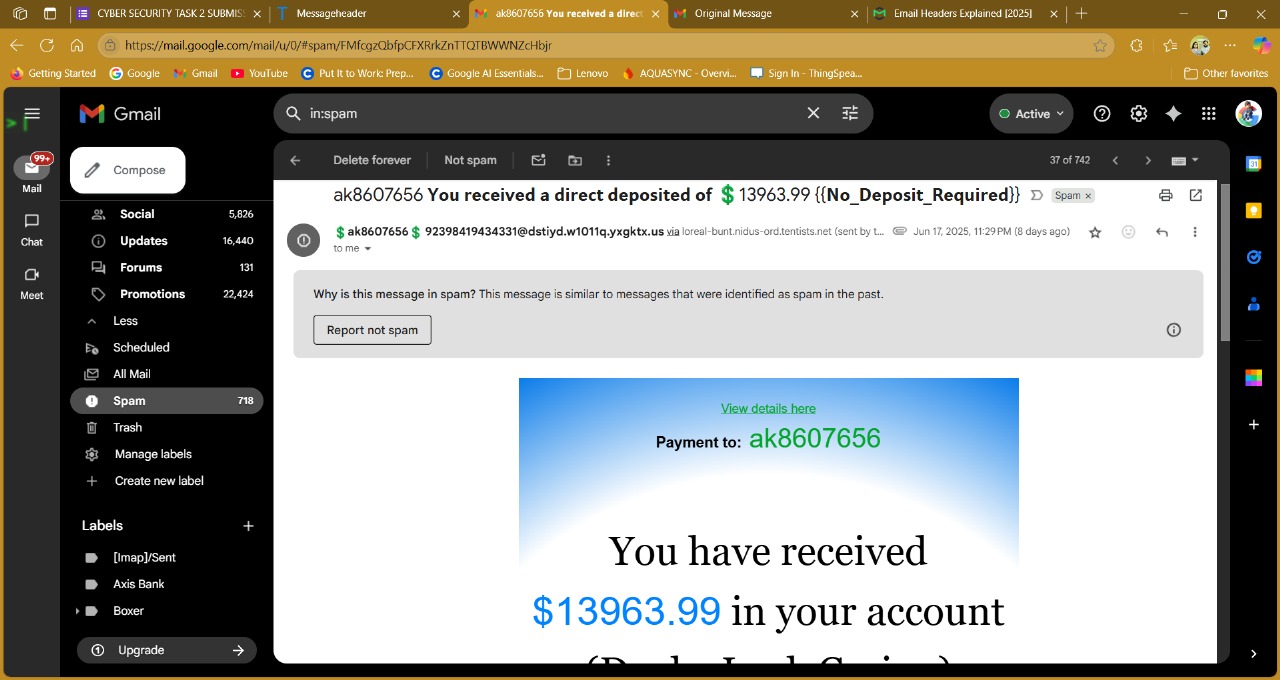 CYBER SECURITY TASK 2 SUBMIS
Messageheader
ak8607656 You received a direct
Original Message
Email Headers Explained [2025]
https://mail.google.com/mail/u/0/#spam/FMfcgzQbfpCFXRrkZnTTQTBWWNZcHbjr
Getting Started
Google
Gmail
YouTube
Put It to Work: Prep...
Google AI Essentials...
Lenovo
AQUASYNC - Overvi...
Sign In - ThingSpea...
Other favorites
Gmail
in:spam
Active
99+
Mail
Chat
Meet
Compose
Social 5,826
Updates 16,440
Forums 131
Promotions 22,424
Less
Scheduled
All Mail
Spam 718
Trash
Manage labels
Create new label
Labels
[Imap]/Sent
Axis Bank
Boxer
Upgrade
Delete forever
Not spam
37 of 742
ak8607656 You received a direct deposited of 💲13963.99 {{No_Deposit_Required}}
Spam ×
💲ak8607656💲 92398419434331@dstiyd.w1011q.yxgktx.us via loreal-bunt.nidus-ord.tentists.net (sent by t...
Jun 17, 2025, 11:29 PM (8 days ago)
to me
Why is this message in spam? This message is similar to messages that were identified as spam in the past.
Report not spam
View details here
Payment to: ak8607656
You have received
$13963.99 in your account
31